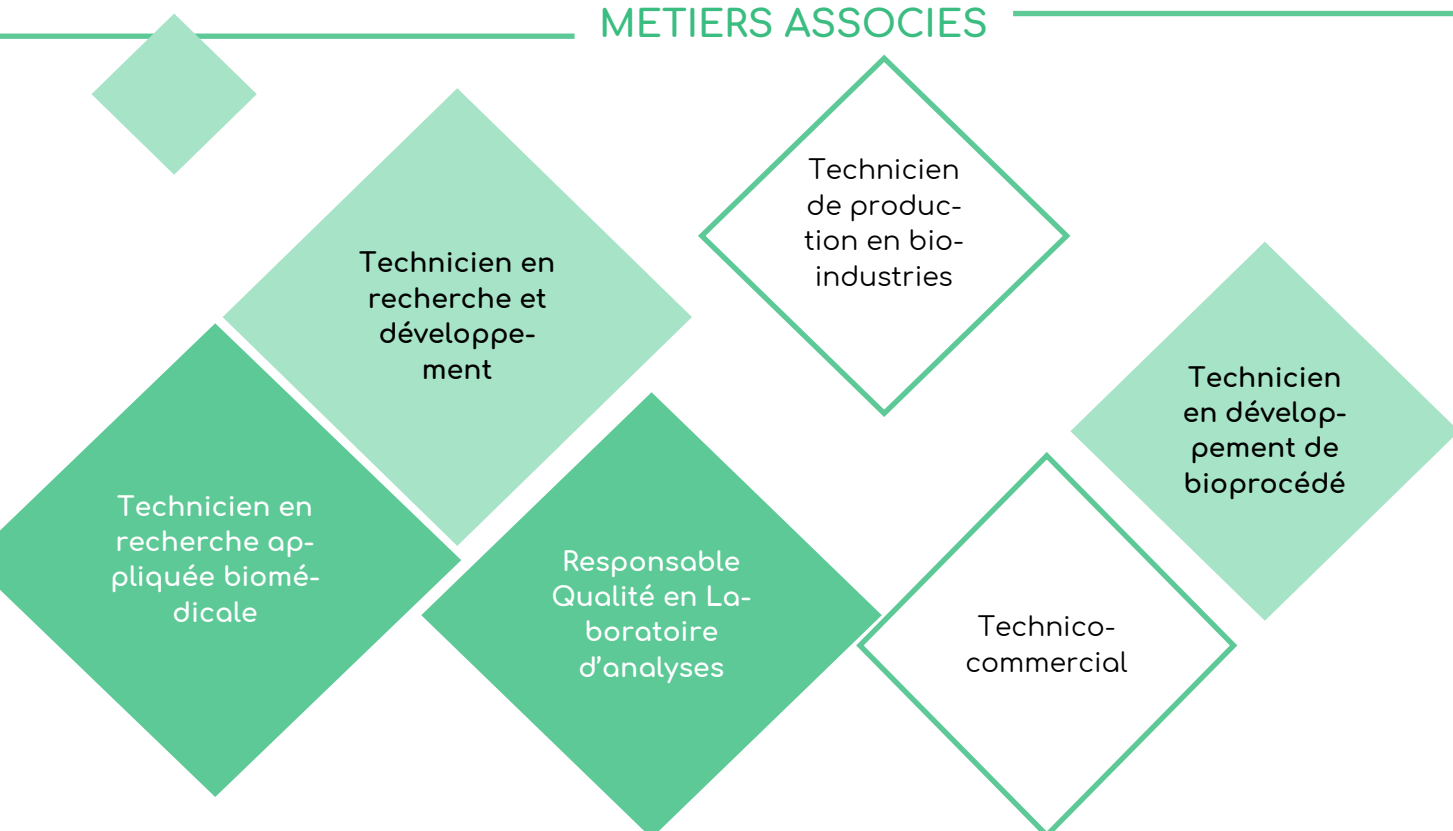 METIERS ASSOCIES
Technicien
de produc-
tion en bio-
industries
Technicien en
recherche et
développe-
ment
Technicien
en dévelop-
pement de
bioprocédé
Technicien en
recherche ap-
pliquée biomé-
dicale
Responsable
Qualité en La-
boratoire
d’analyses
Technico-
commercial